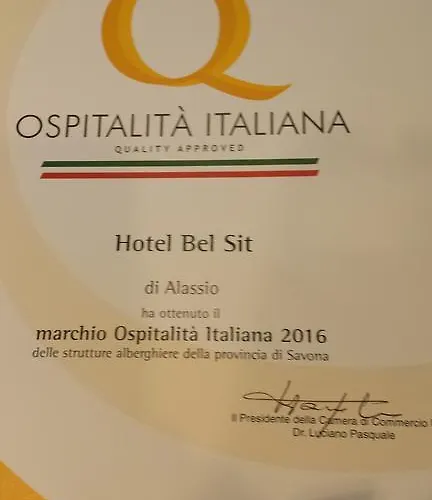 OSPITALITÀ ITALIANA
QUALITY APPROVED
Hotel Bel Sit
di Alassio
ha ottenuto il
marchio Ospitalità Italiana 2016
delle strutture alberghiere della provincia di Savona
Il Presidente della Camera di Commercio
Dr. Luciano Pasquale